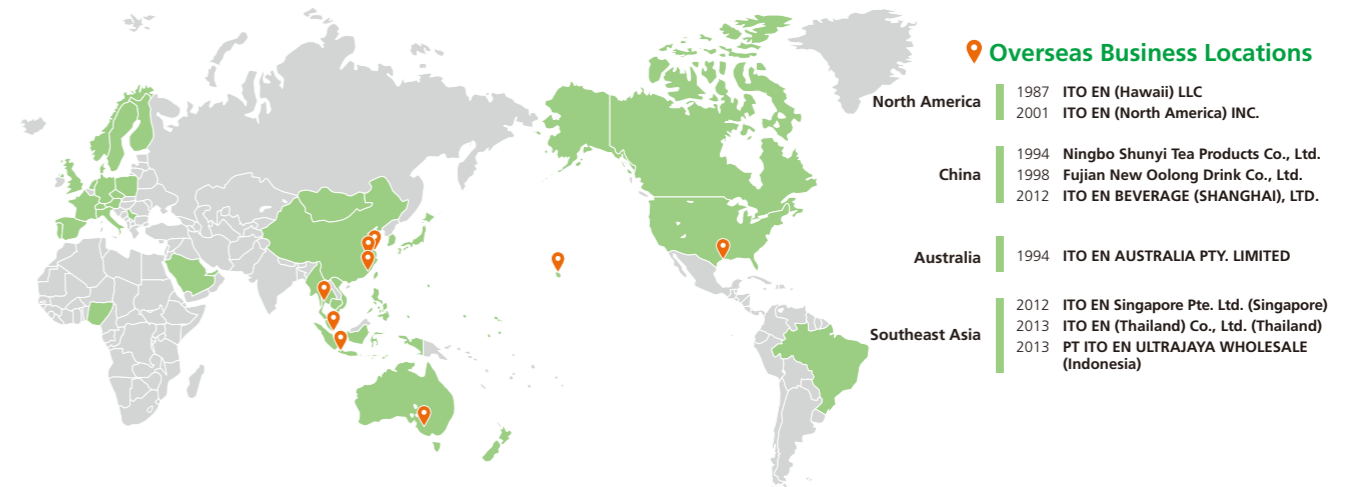 Overseas Business Locations
North America
1987 ITO EN (Hawaii) LLC
2001 ITO EN (North America) INC.
China
1994 Ningbo Shunyi Tea Products Co., Ltd.
1998 Fujian New Oolong Drink Co., Ltd.
2012 ITO EN BEVERAGE (SHANGHAI), LTD.
Australia
1994 ITO EN AUSTRALIA PTY. LIMITED
Southeast Asia
2012 ITO EN Singapore Pte. Ltd. (Singapore)
2013 ITO EN (Thailand) Co., Ltd. (Thailand)
2013 PT ITO EN ULTRAJAYA WHOLESALE
(Indonesia)